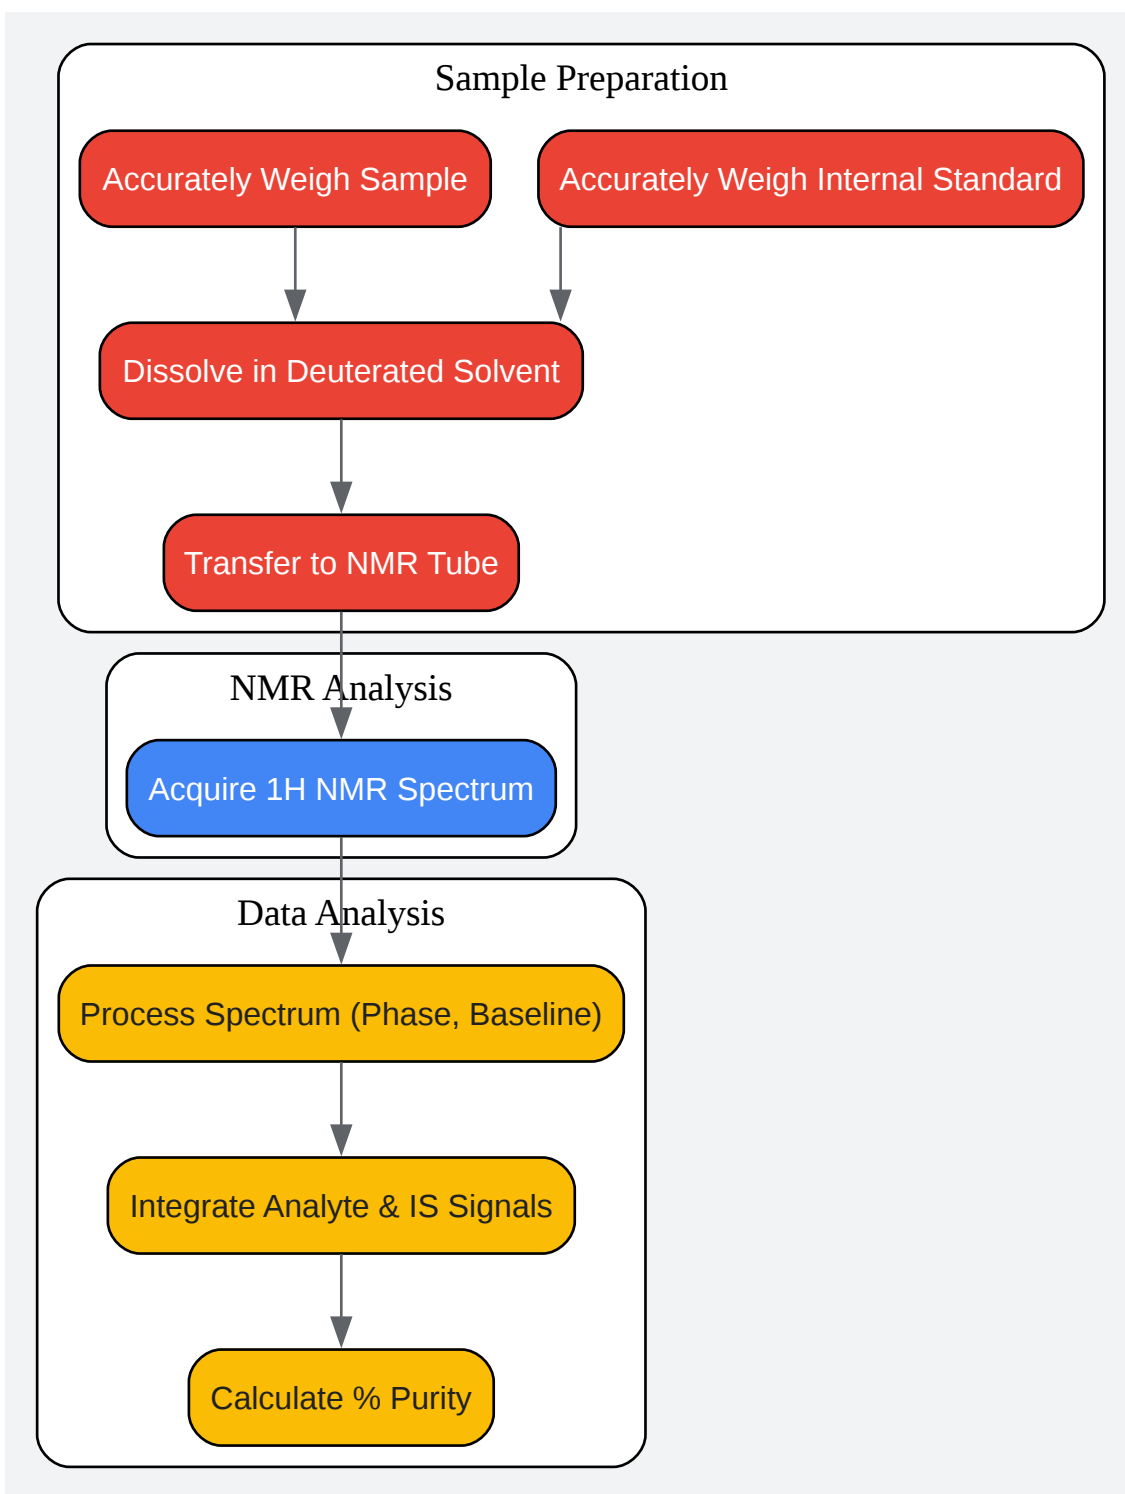 Sample Preparation
Accurately Weigh Sample
Accurately Weigh Internal Standard
Dissolve in Deuterated Solvent
Transfer to NMR Tube
NMR Analysis
Acquire 1H NMR Spectrum
Data Analysis
Process Spectrum (Phase, Baseline)
Integrate Analyte & IS Signals
Calculate % Purity